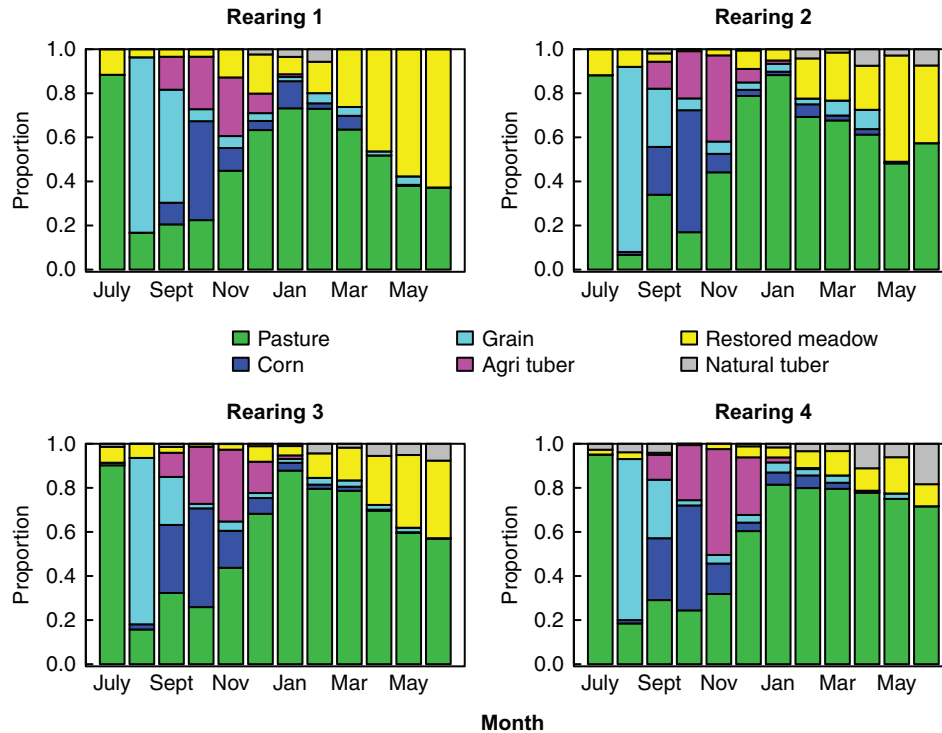 Rearing 1
Rearing 2
1.0
0.8
0.6
0.4
0.2
0.0
Proportion
July Sept Nov Jan Mar May
1.0
0.8
0.6
0.4
0.2
0.0
Proportion
July Sept Nov Jan Mar May
Pasture Grain Restored meadow
Corn Agri tuber Natural tuber
Rearing 3
Rearing 4
1.0
0.8
0.6
0.4
0.2
0.0
Proportion
July Sept Nov Jan Mar May
1.0
0.8
0.6
0.4
0.2
0.0
Proportion
July Sept Nov Jan Mar May
Month